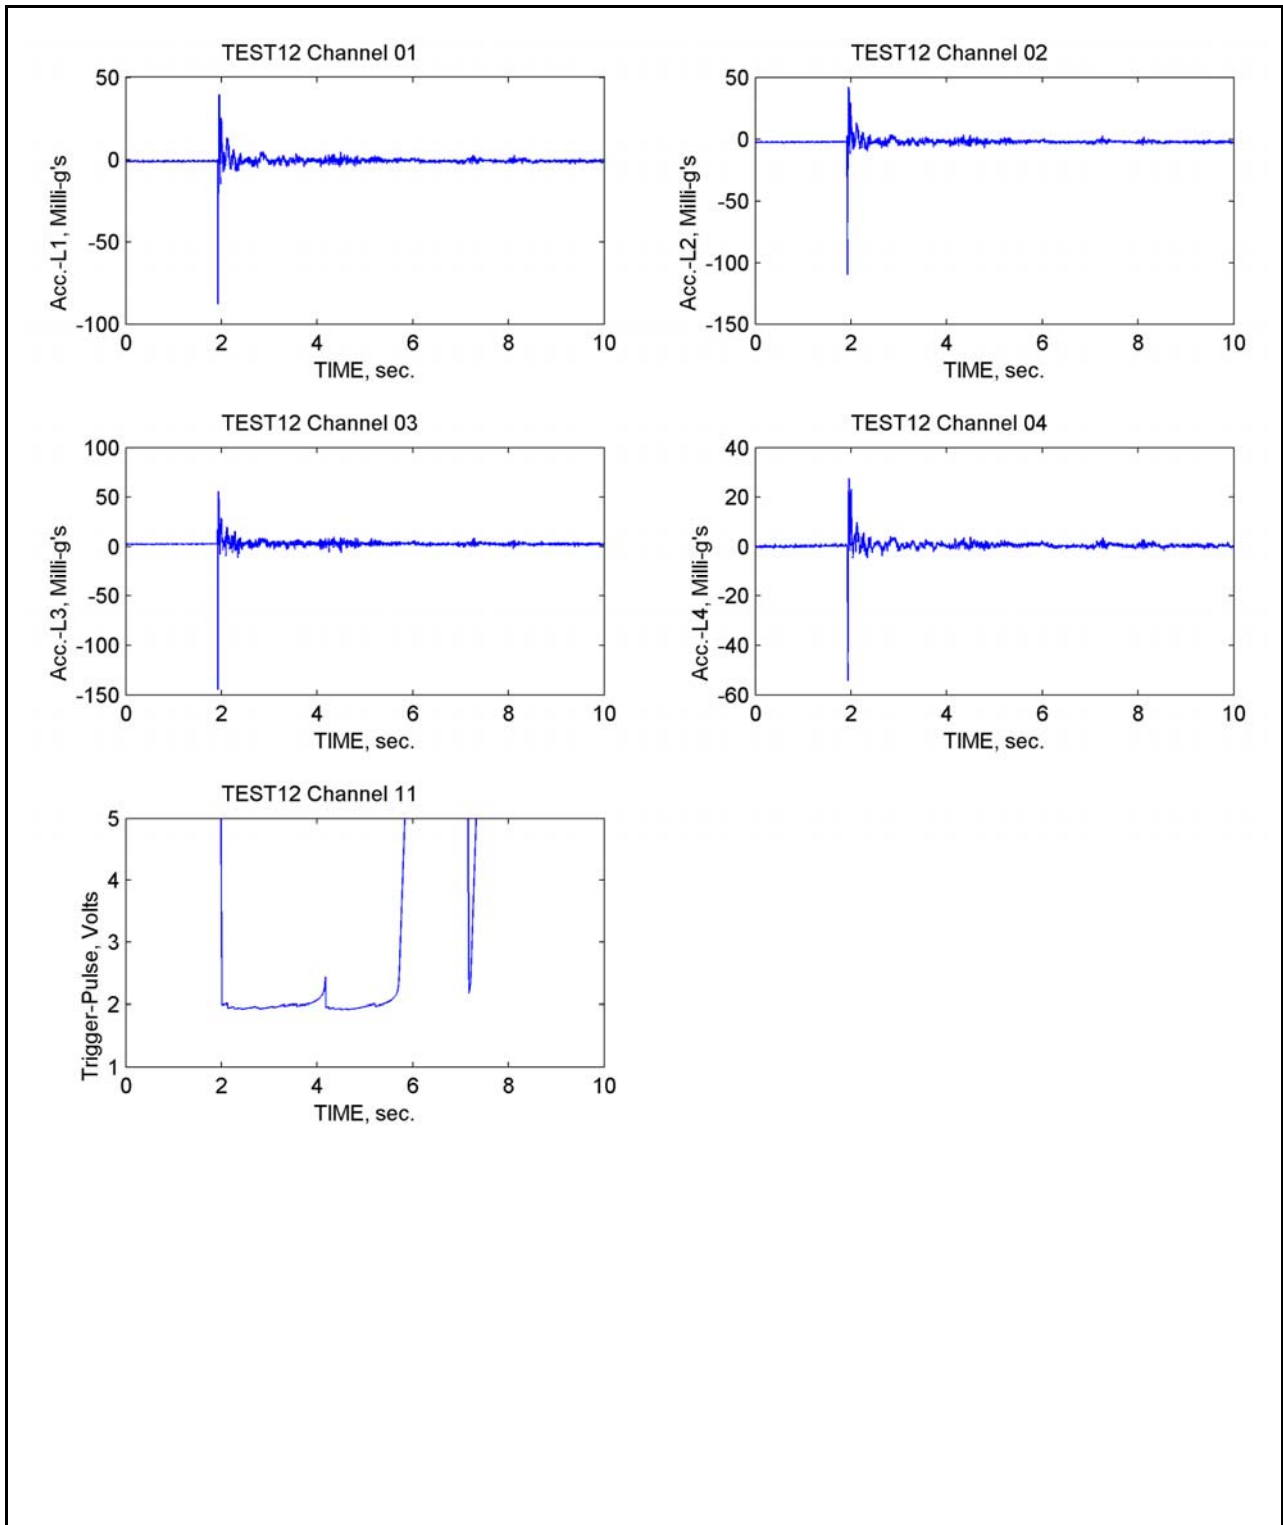 TEST12 Channel 01
50
0
-50
-100
Acc.-L1, Milli-g's
0 2 4 6 8 10
TIME, sec.
TEST12 Channel 02
50
0
-50
-100
-150
Acc.-L2, Milli-g's
0 2 4 6 8 10
TIME, sec.
TEST12 Channel 03
100
50
0
-50
-100
-150
Acc.-L3, Milli-g's
0 2 4 6 8 10
TIME, sec.
TEST12 Channel 04
40
20
0
-20
-40
-60
Acc.-L4, Milli-g's
0 2 4 6 8 10
TIME, sec.
TEST12 Channel 11
5
4
3
2
1
Trigger-Pulse, Volts
0 2 4 6 8 10
TIME, sec.